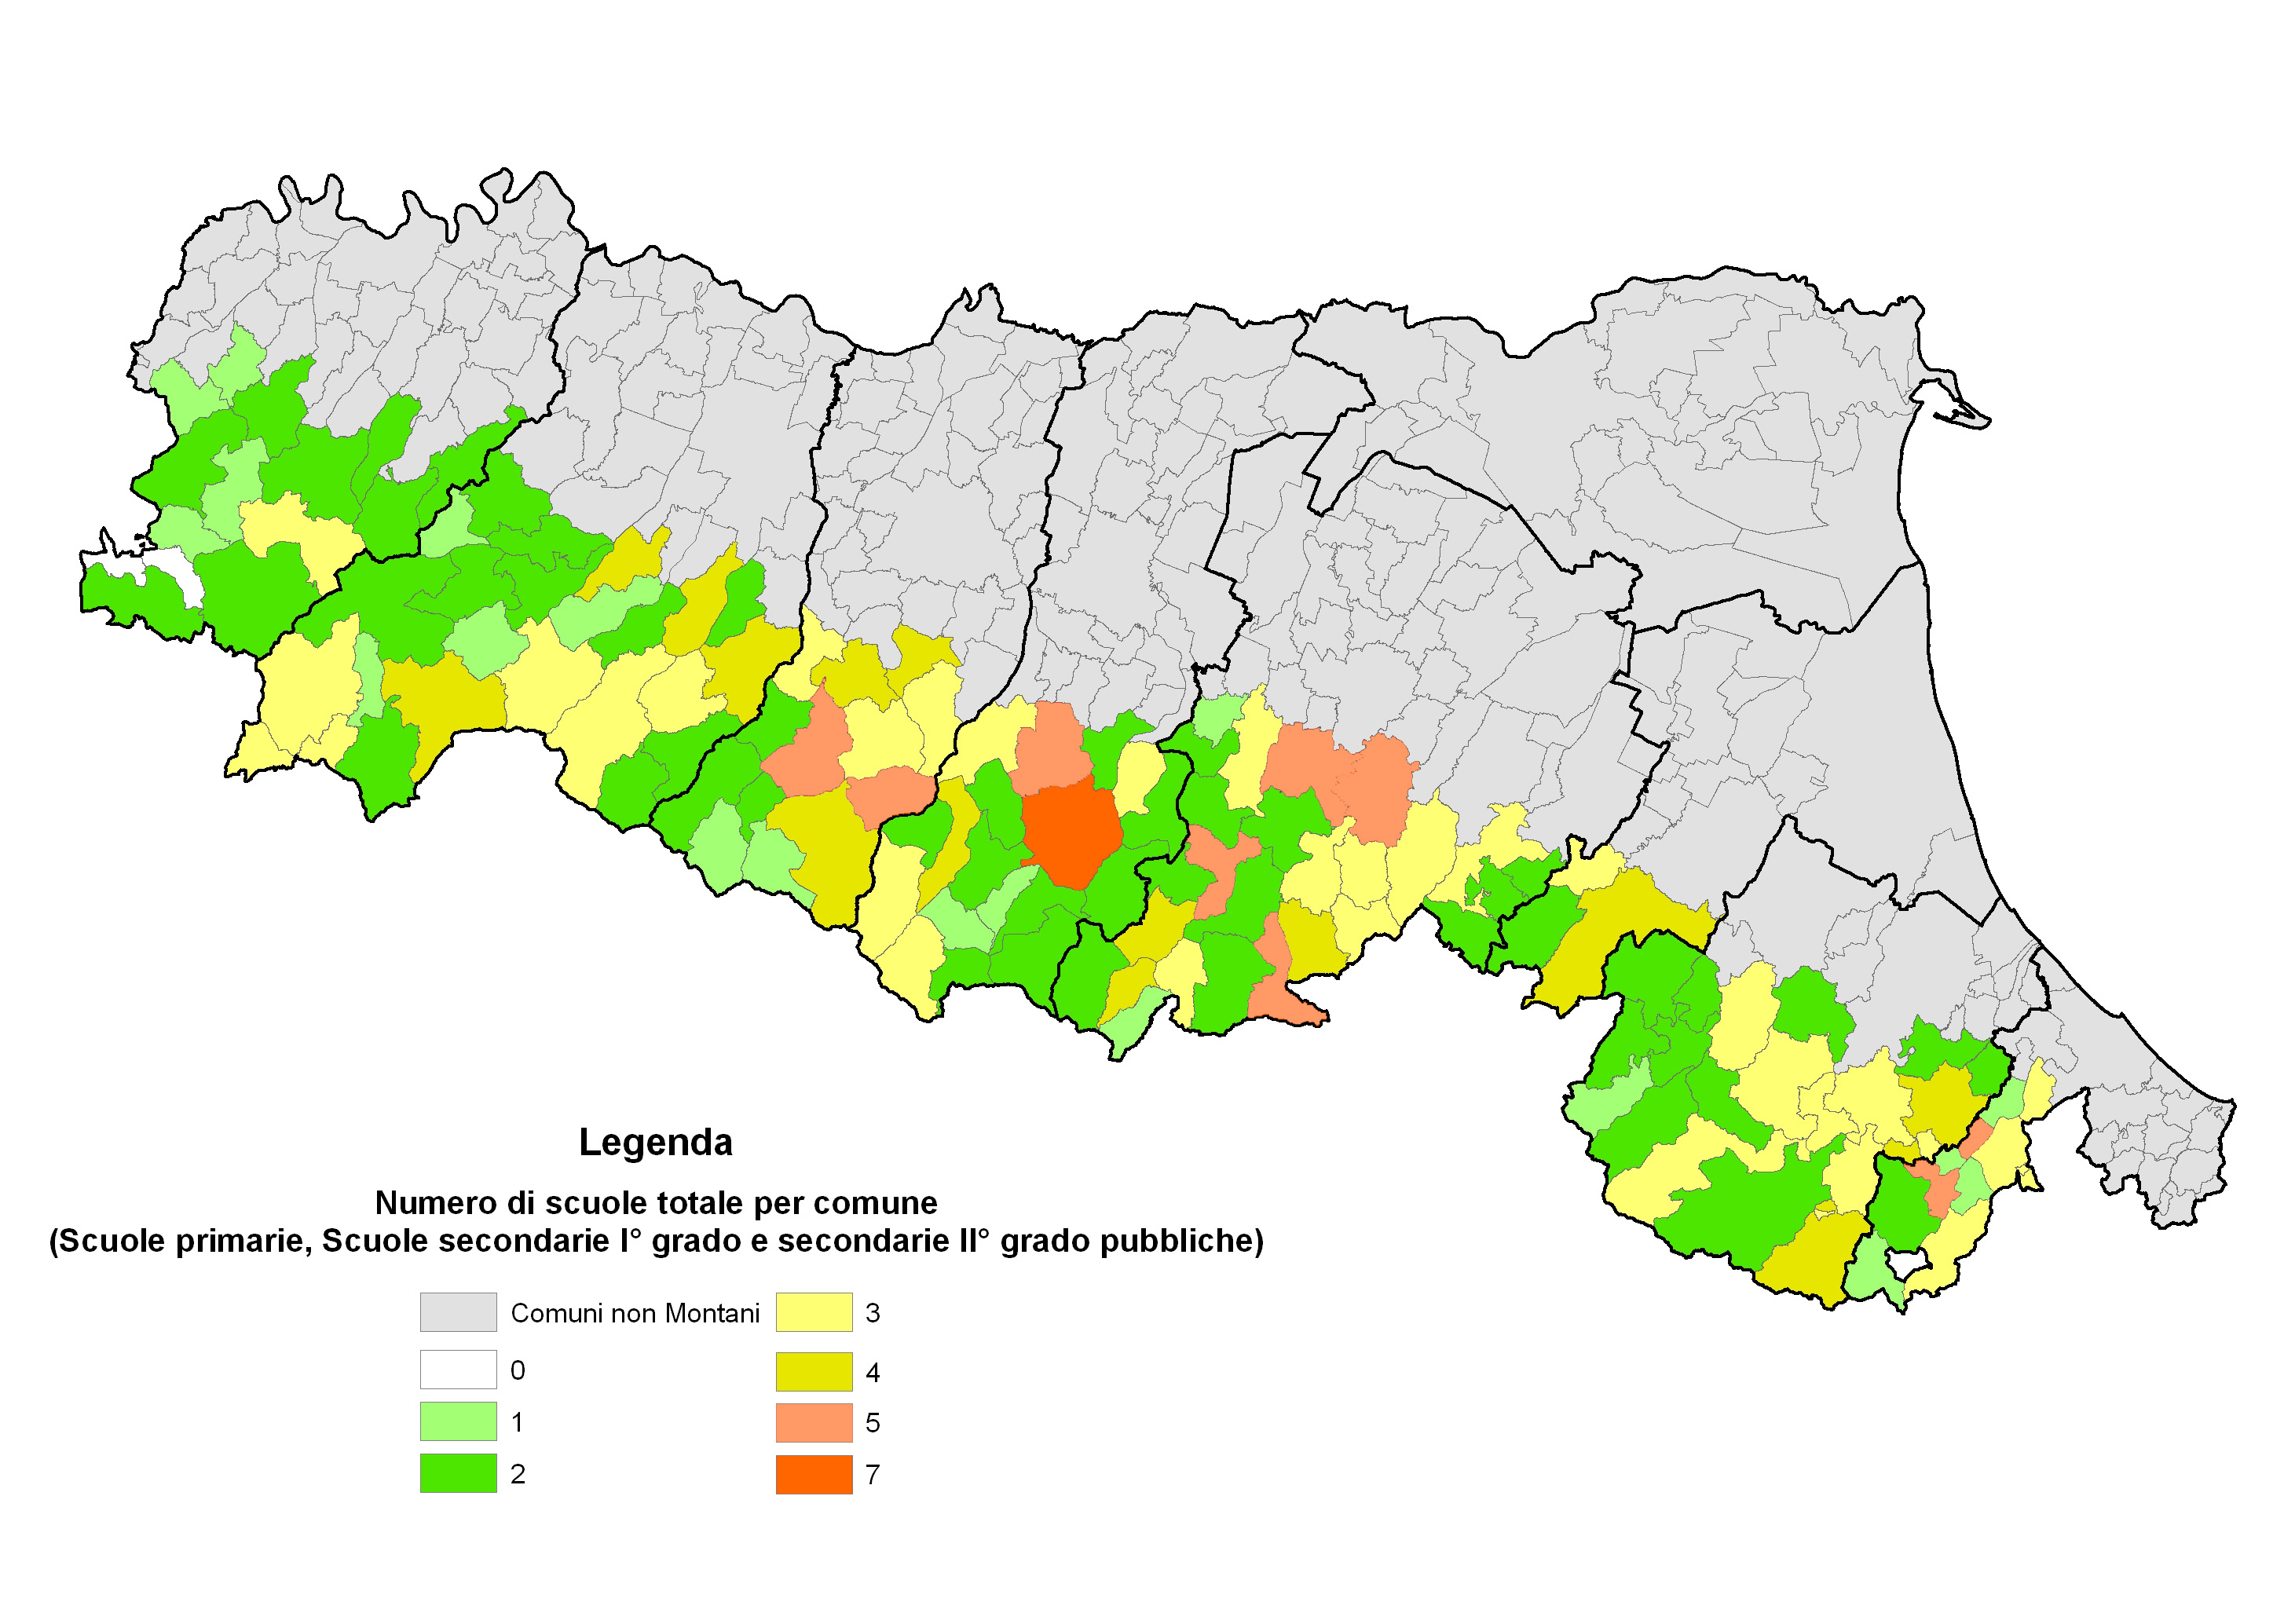 Legenda
Numero di scuole totale per comune
(Scuole primarie, Scuole secondarie I° grado e secondarie II° grado pubbliche)
Comuni non Montani
0
1
2
3
4
5
7